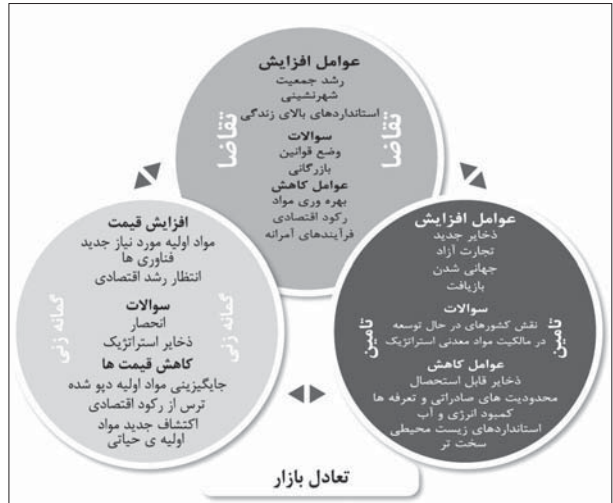 تقاضا
تقاضا
عوامل افزایش
رشد جمعیت
شهرنشینی
استانداردهای بالای زندگی
سوالات
وضع قوانین
بازرگانی
عوامل کاهش
بهره وری مواد
رکود اقتصادی
فرآیندهای آمرانه
تامین
تامین
عوامل افزایش
ذخایر جدید
تجارت آزاد
جهانی شدن
بازیافت
سوالات
نقش کشورهای در حال توسعه
در مالکیت مواد معدنی استراتژیک
عوامل کاهش
ذخایر قابل استحصال
محدودیت های صادراتی و تعرفه ها
کمبود انرژی و آب
استانداردهای زیست محیطی
سخت تر
گمانه زنی
گمانه زنی
افزایش قیمت
مواد اولیه مورد نیاز جدید
فناوری ها
انتظار رشد اقتصادی
سوالات
انحصار
ذخایر استراتژیک
کاهش قیمت ها
جایگیزینی مواد اولیه دپو شده
ترس از رکود اقتصادی
اکتشاف جدید مواد
اولیه ی حیاتی
تعادل بازار